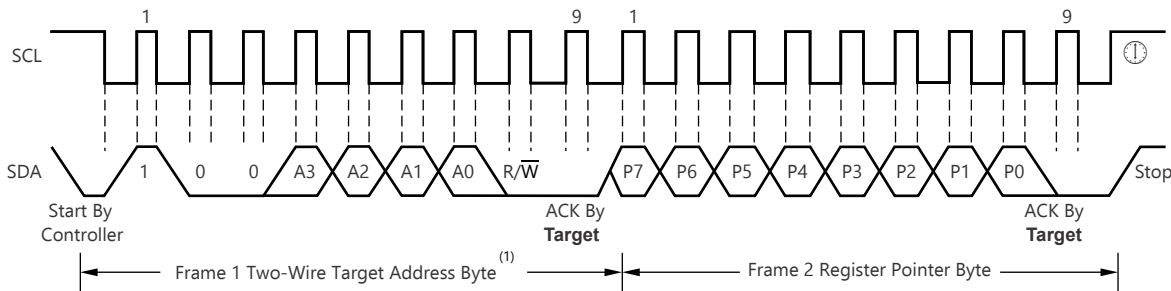 1 9 1 9
SCL
SDA 1 0 0 A3 A2 A1 A0 R/W̅ P7 P6 P5 P4 P3 P2 P1 P0 Stop
Start By Controller
ACK By Target
ACK By Target
Frame 1 Two-Wire Target Address Byte (1)
Frame 2 Register Pointer Byte